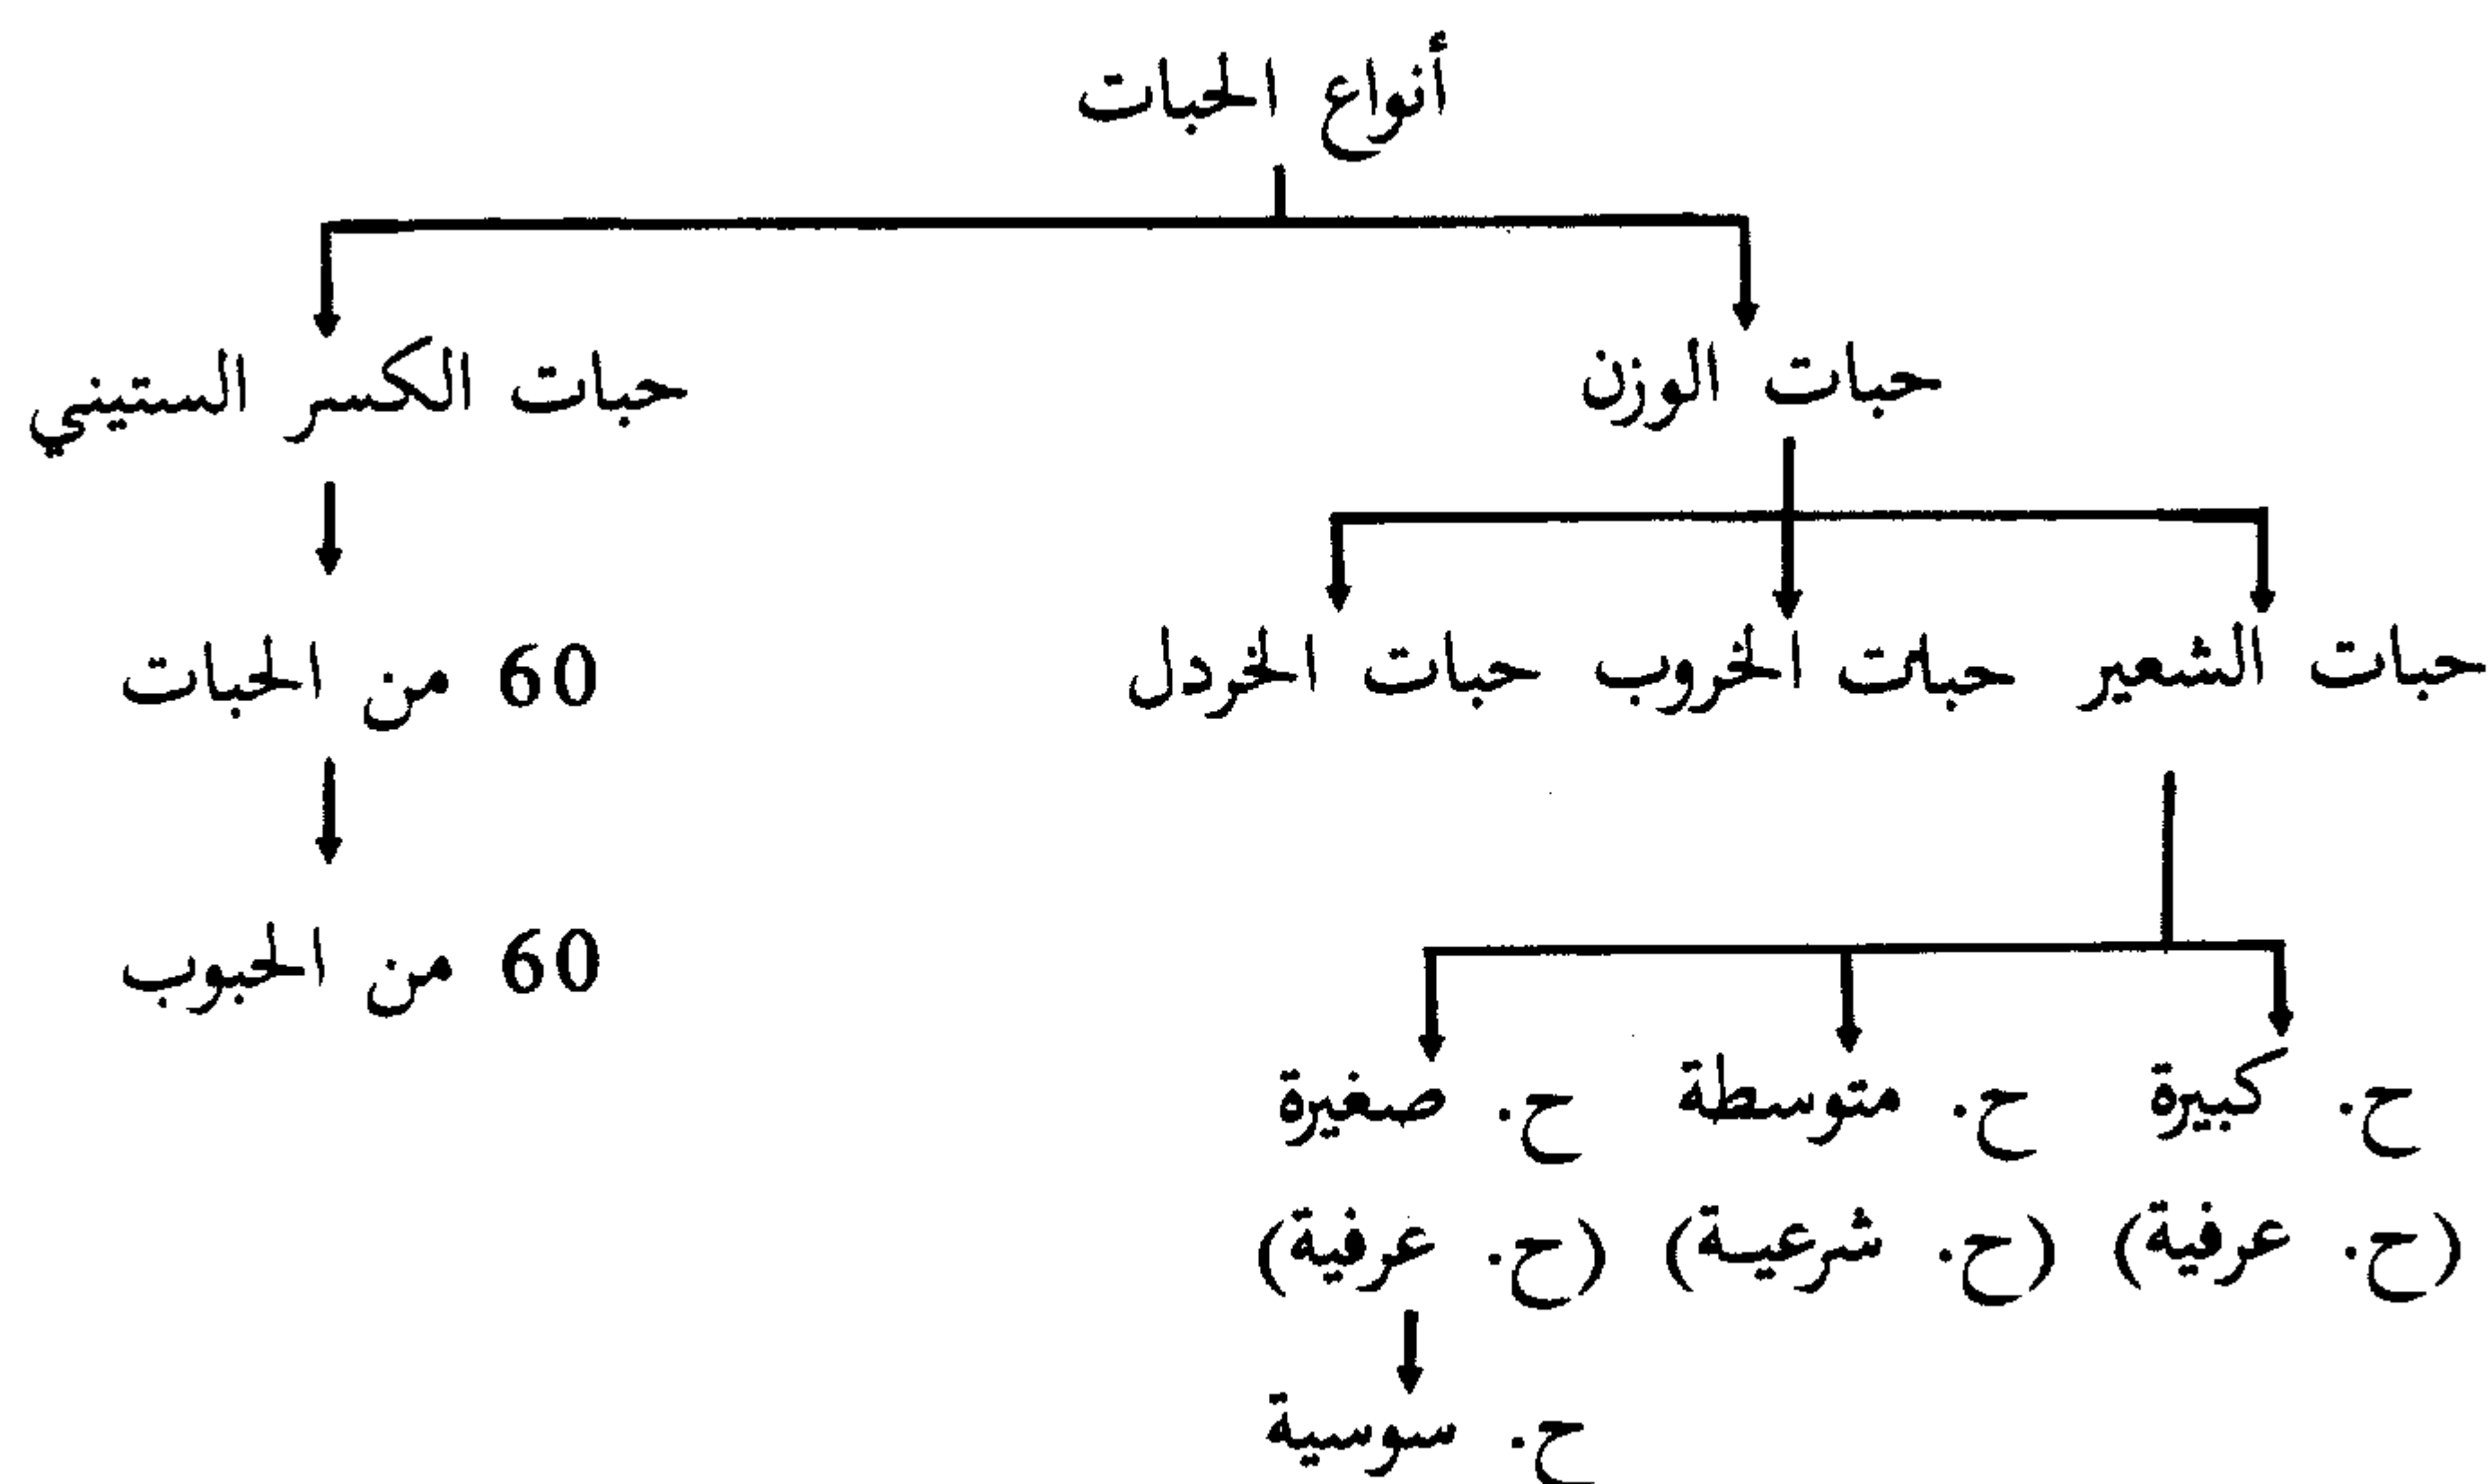 أنواع الحبات
حبات الوزن
حبات الكسر الستيني
حبات الشعير حبات الخروب حبات الخردل
60 من الحبات
60 من الحبوب
ح. كبيرة ح. متوسطة ح. صغيرة
(ح. عرفية) (ح. شرعية) (ح. عرفية)
ح. سوسية